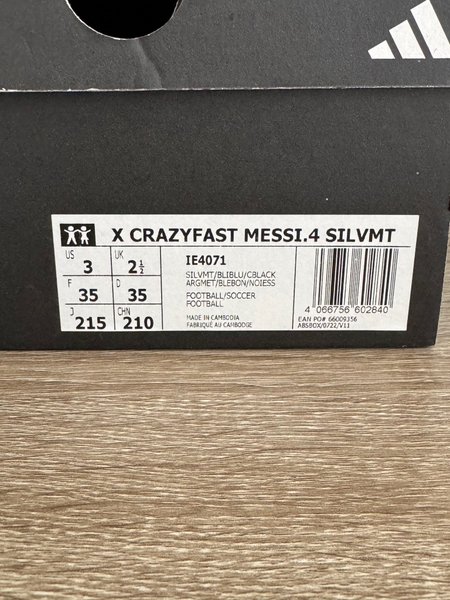 X CRAZYFAST MESSI.4 SILVMT
US 3 UK 2½
F 35 D 35
J 215 CHN 210
IE4071
SILVMT/BLIBLU/CBLACK
ARGMET/BLEBON/NOIESS
FOOTBALL/SOCCER
FOOTBALL
MADE IN CAMBODIA
FABRIQUÉ AU CAMBODGE
4 066756 602840
EAN PO# 66009356
ABSBOX/0722/V11